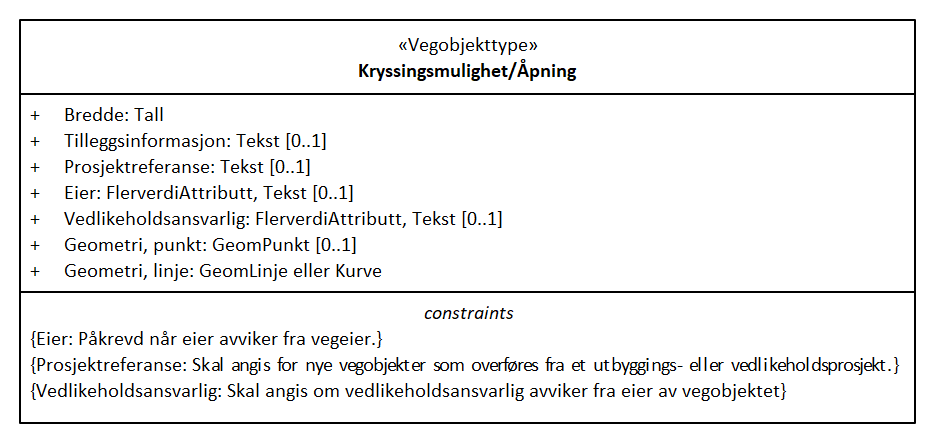 «Vegobjekttype»
Kryssingsmulighet/Åpning
+ Bredde: Tall
+ Tilleggsinformasjon: Tekst [0..1]
+ Prosjektreferanse: Tekst [0..1]
+ Eier: FlerverdiAttributt, Tekst [0..1]
+ Vedlikeholdsansvarlig: FlerverdiAttributt, Tekst [0..1]
+ Geometri, punkt: GeomPunkt [0..1]
+ Geometri, linje: GeomLinje eller Kurve
constraints
{Eier: Påkrevd når eier avviker fra vegeier.}
{Prosjektreferanse: Skal angis for nye vegobjekter som overføres fra et utbyggings- eller vedlikeholdsprosjekt.}
{Vedlikeholdsansvarlig: Skal angis om vedlikeholdsansvarlig avviker fra eier av vegobjektet}